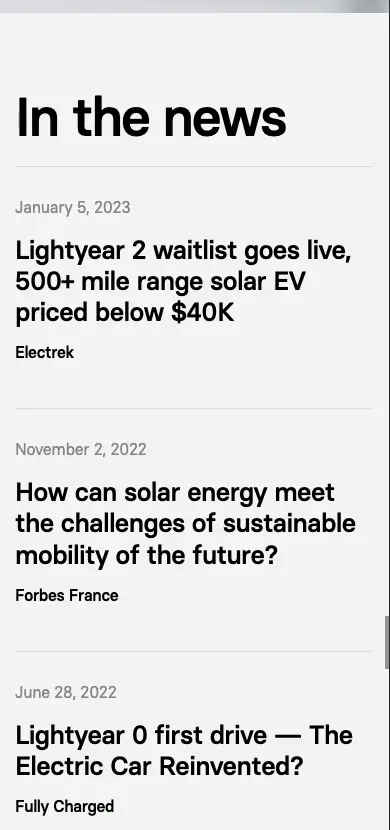 In the news
January 5, 2023
Lightyear 2 waitlist goes live,
500+ mile range solar EV
priced below $40K
Electrek
November 2, 2022
How can solar energy meet
the challenges of sustainable
mobility of the future?
Forbes France
June 28, 2022
Lightyear 0 first drive — The
Electric Car Reinvented?
Fully Charged